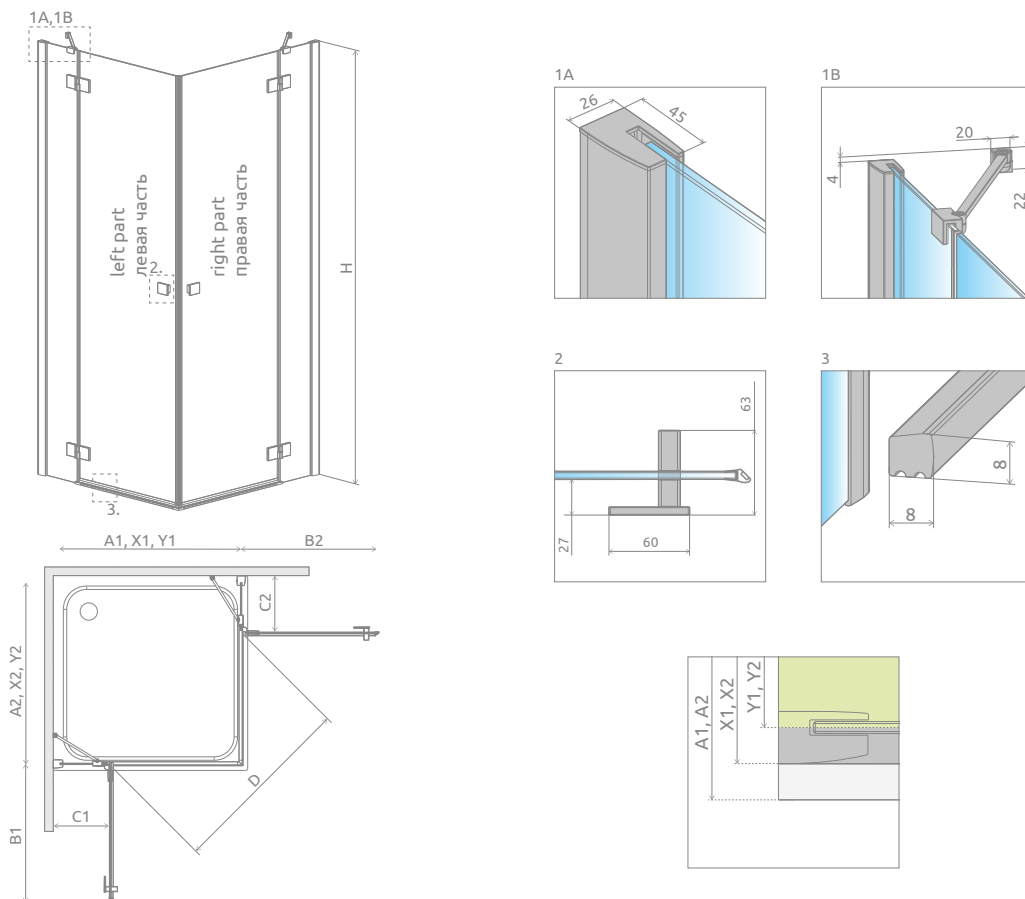 1A,1B
left part
левая часть
right part
правая часть
2.
H
3.
1A
26
45
1B
20
4
22
2
63
27
60
3
8
8
A1, X1, Y1
B2
A2, X2, Y2
C2
D
C1
B1
A1, A2
X1, X2
Y1, Y2